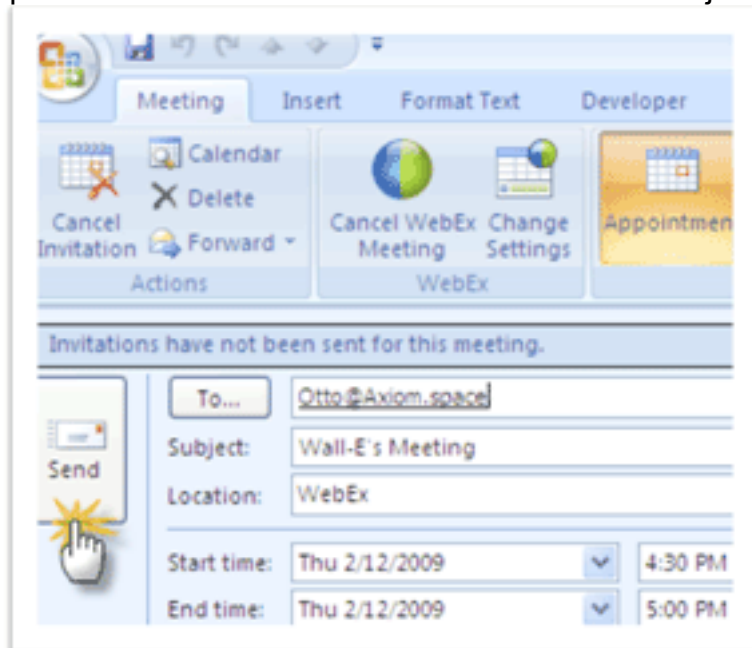 Meeting Insert Format Text Developer
Calendar
Delete
Forward
Cancel Invitation
Actions
Cancel WebEx Meeting
Change Settings
WebEx
Appointmen
Invitations have not been sent for this meeting.
Send
To... Otto@Axiom.space
Subject: Wall-E's Meeting
Location: WebEx
Start time: Thu 2/12/2009 4:30 PM
End time: Thu 2/12/2009 5:00 PM